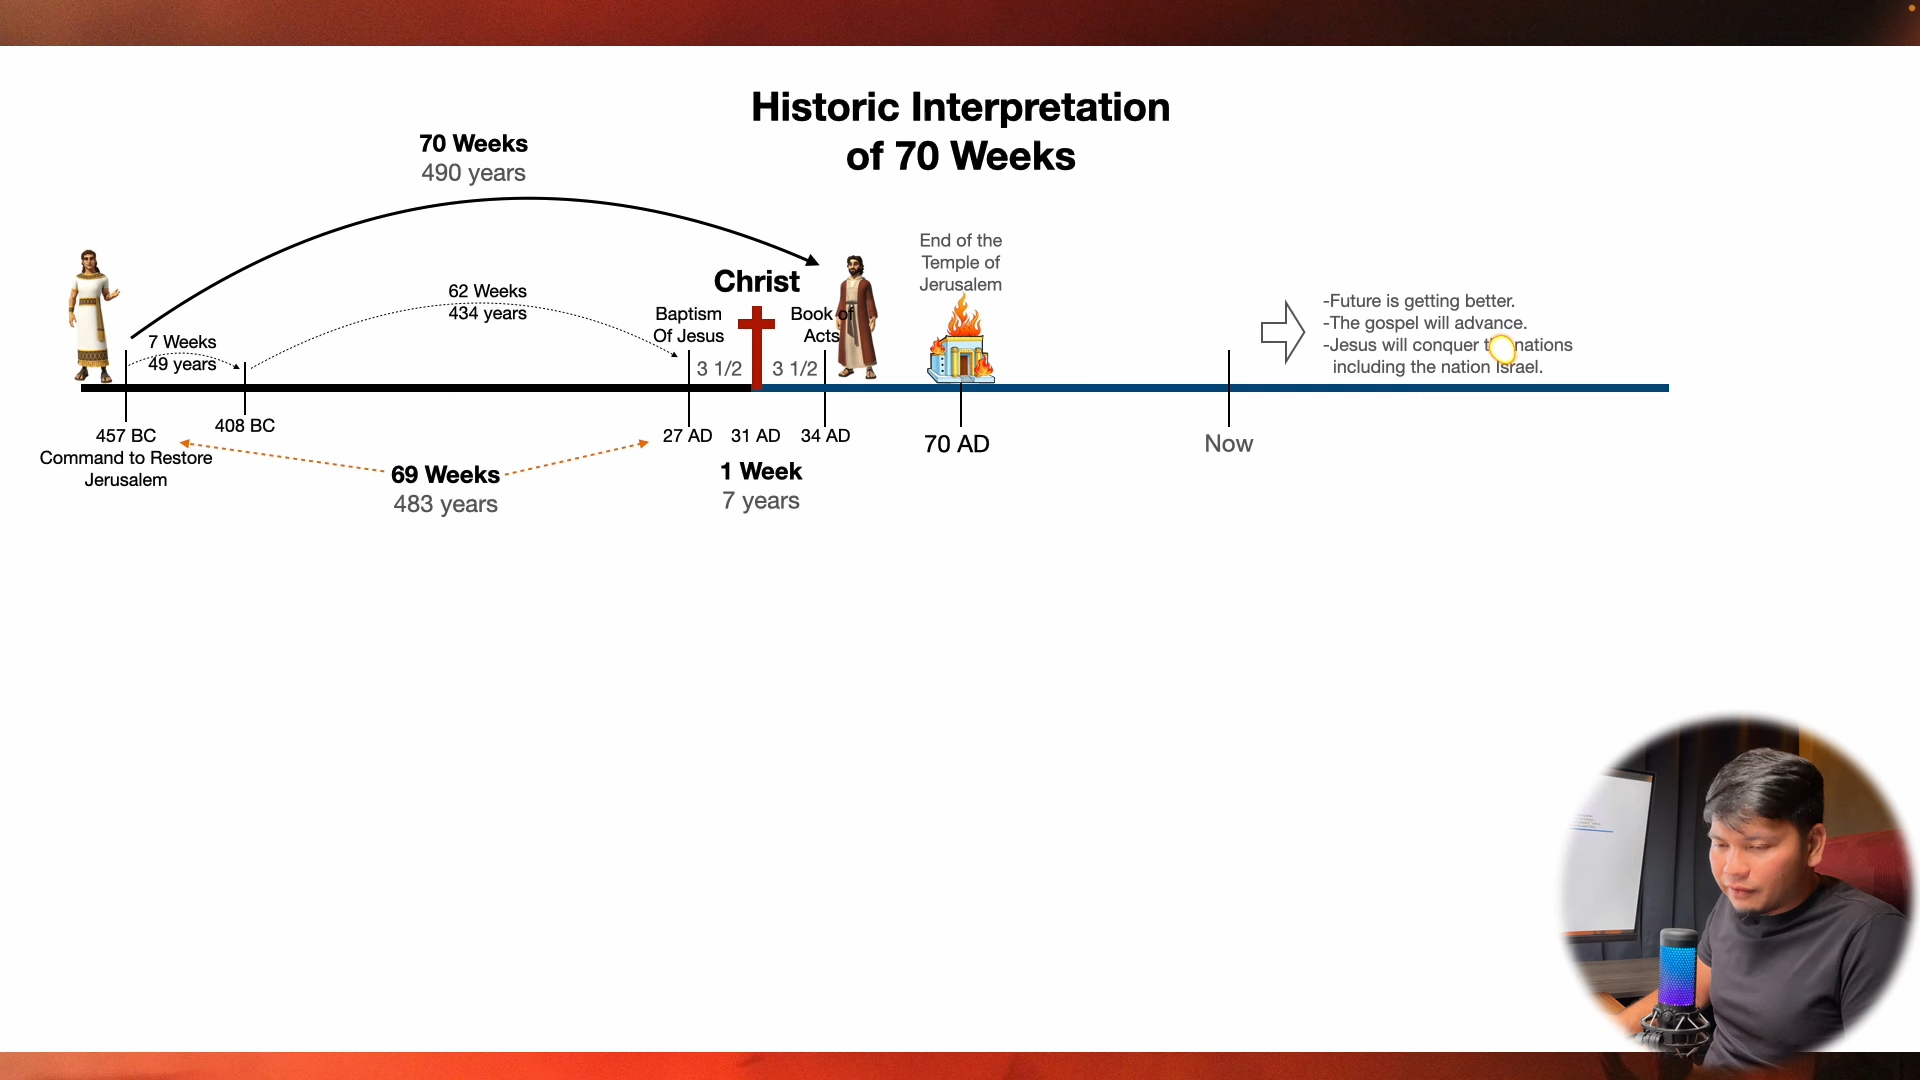 Historic Interpretation
of 70 Weeks
70 Weeks
490 years
7 Weeks
49 years
62 Weeks
434 years
Christ
Baptism
Of Jesus
Book of
Acts
3 1/2
3 1/2
End of the
Temple of
Jerusalem
-Future is getting better.
-The gospel will advance.
-Jesus will conquer nations
including the nation Israel.
457 BC
Command to Restore
Jerusalem
408 BC
69 Weeks
483 years
27 AD
31 AD
34 AD
1 Week
7 years
70 AD
Now